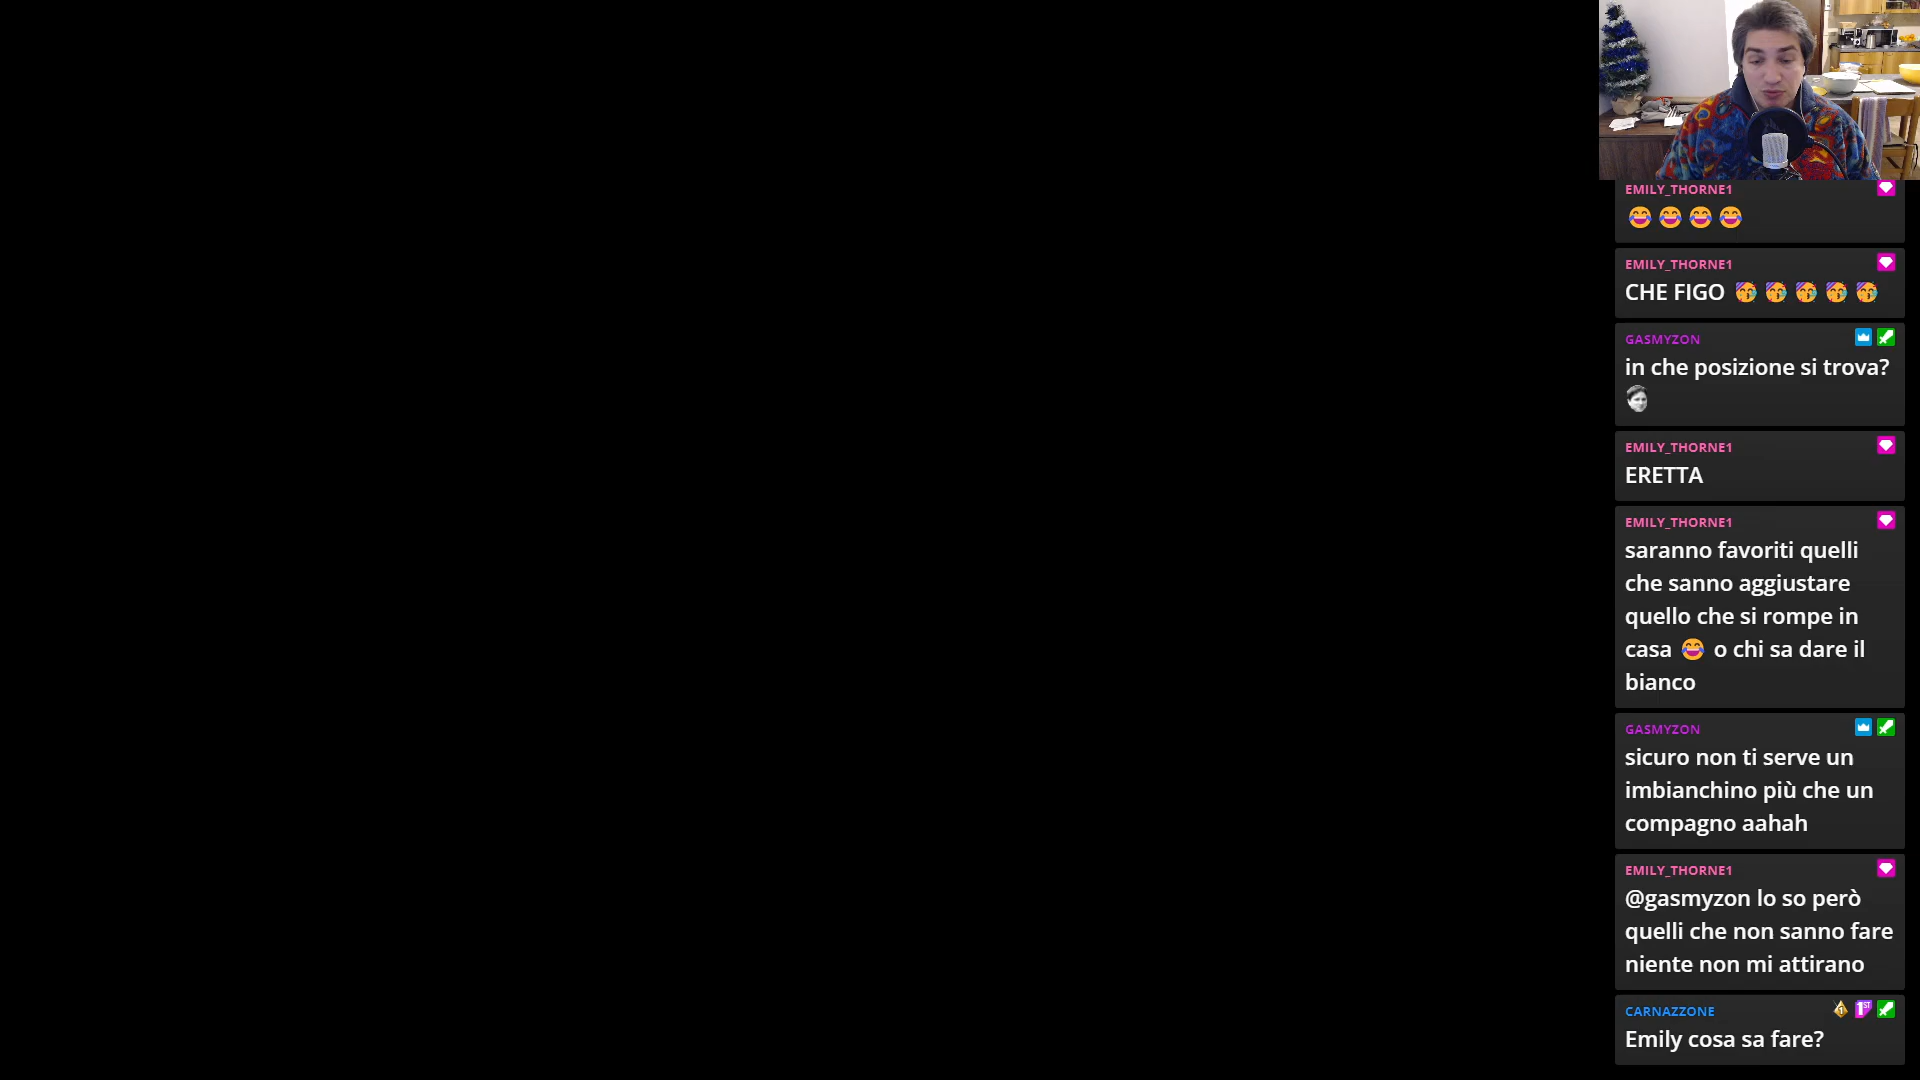 EMILY_THORNE1
EMILY_THORNE1
CHE FIGO
GASMYZON
in che posizione si trova?
EMILY_THORNE1
ERETTA
EMILY_THORNE1
saranno favoriti quelli
che sanno aggiustare
quello che si rompe in
casa o chi sa dare il
bianco
GASMYZON
sicuro non ti serve un
imbianchino più che un
compagno aahah
EMILY_THORNE1
@gasmyzon lo so però
quelli che non sanno fare
niente non mi attirano
CARNAZZONE
Emily cosa sa fare?